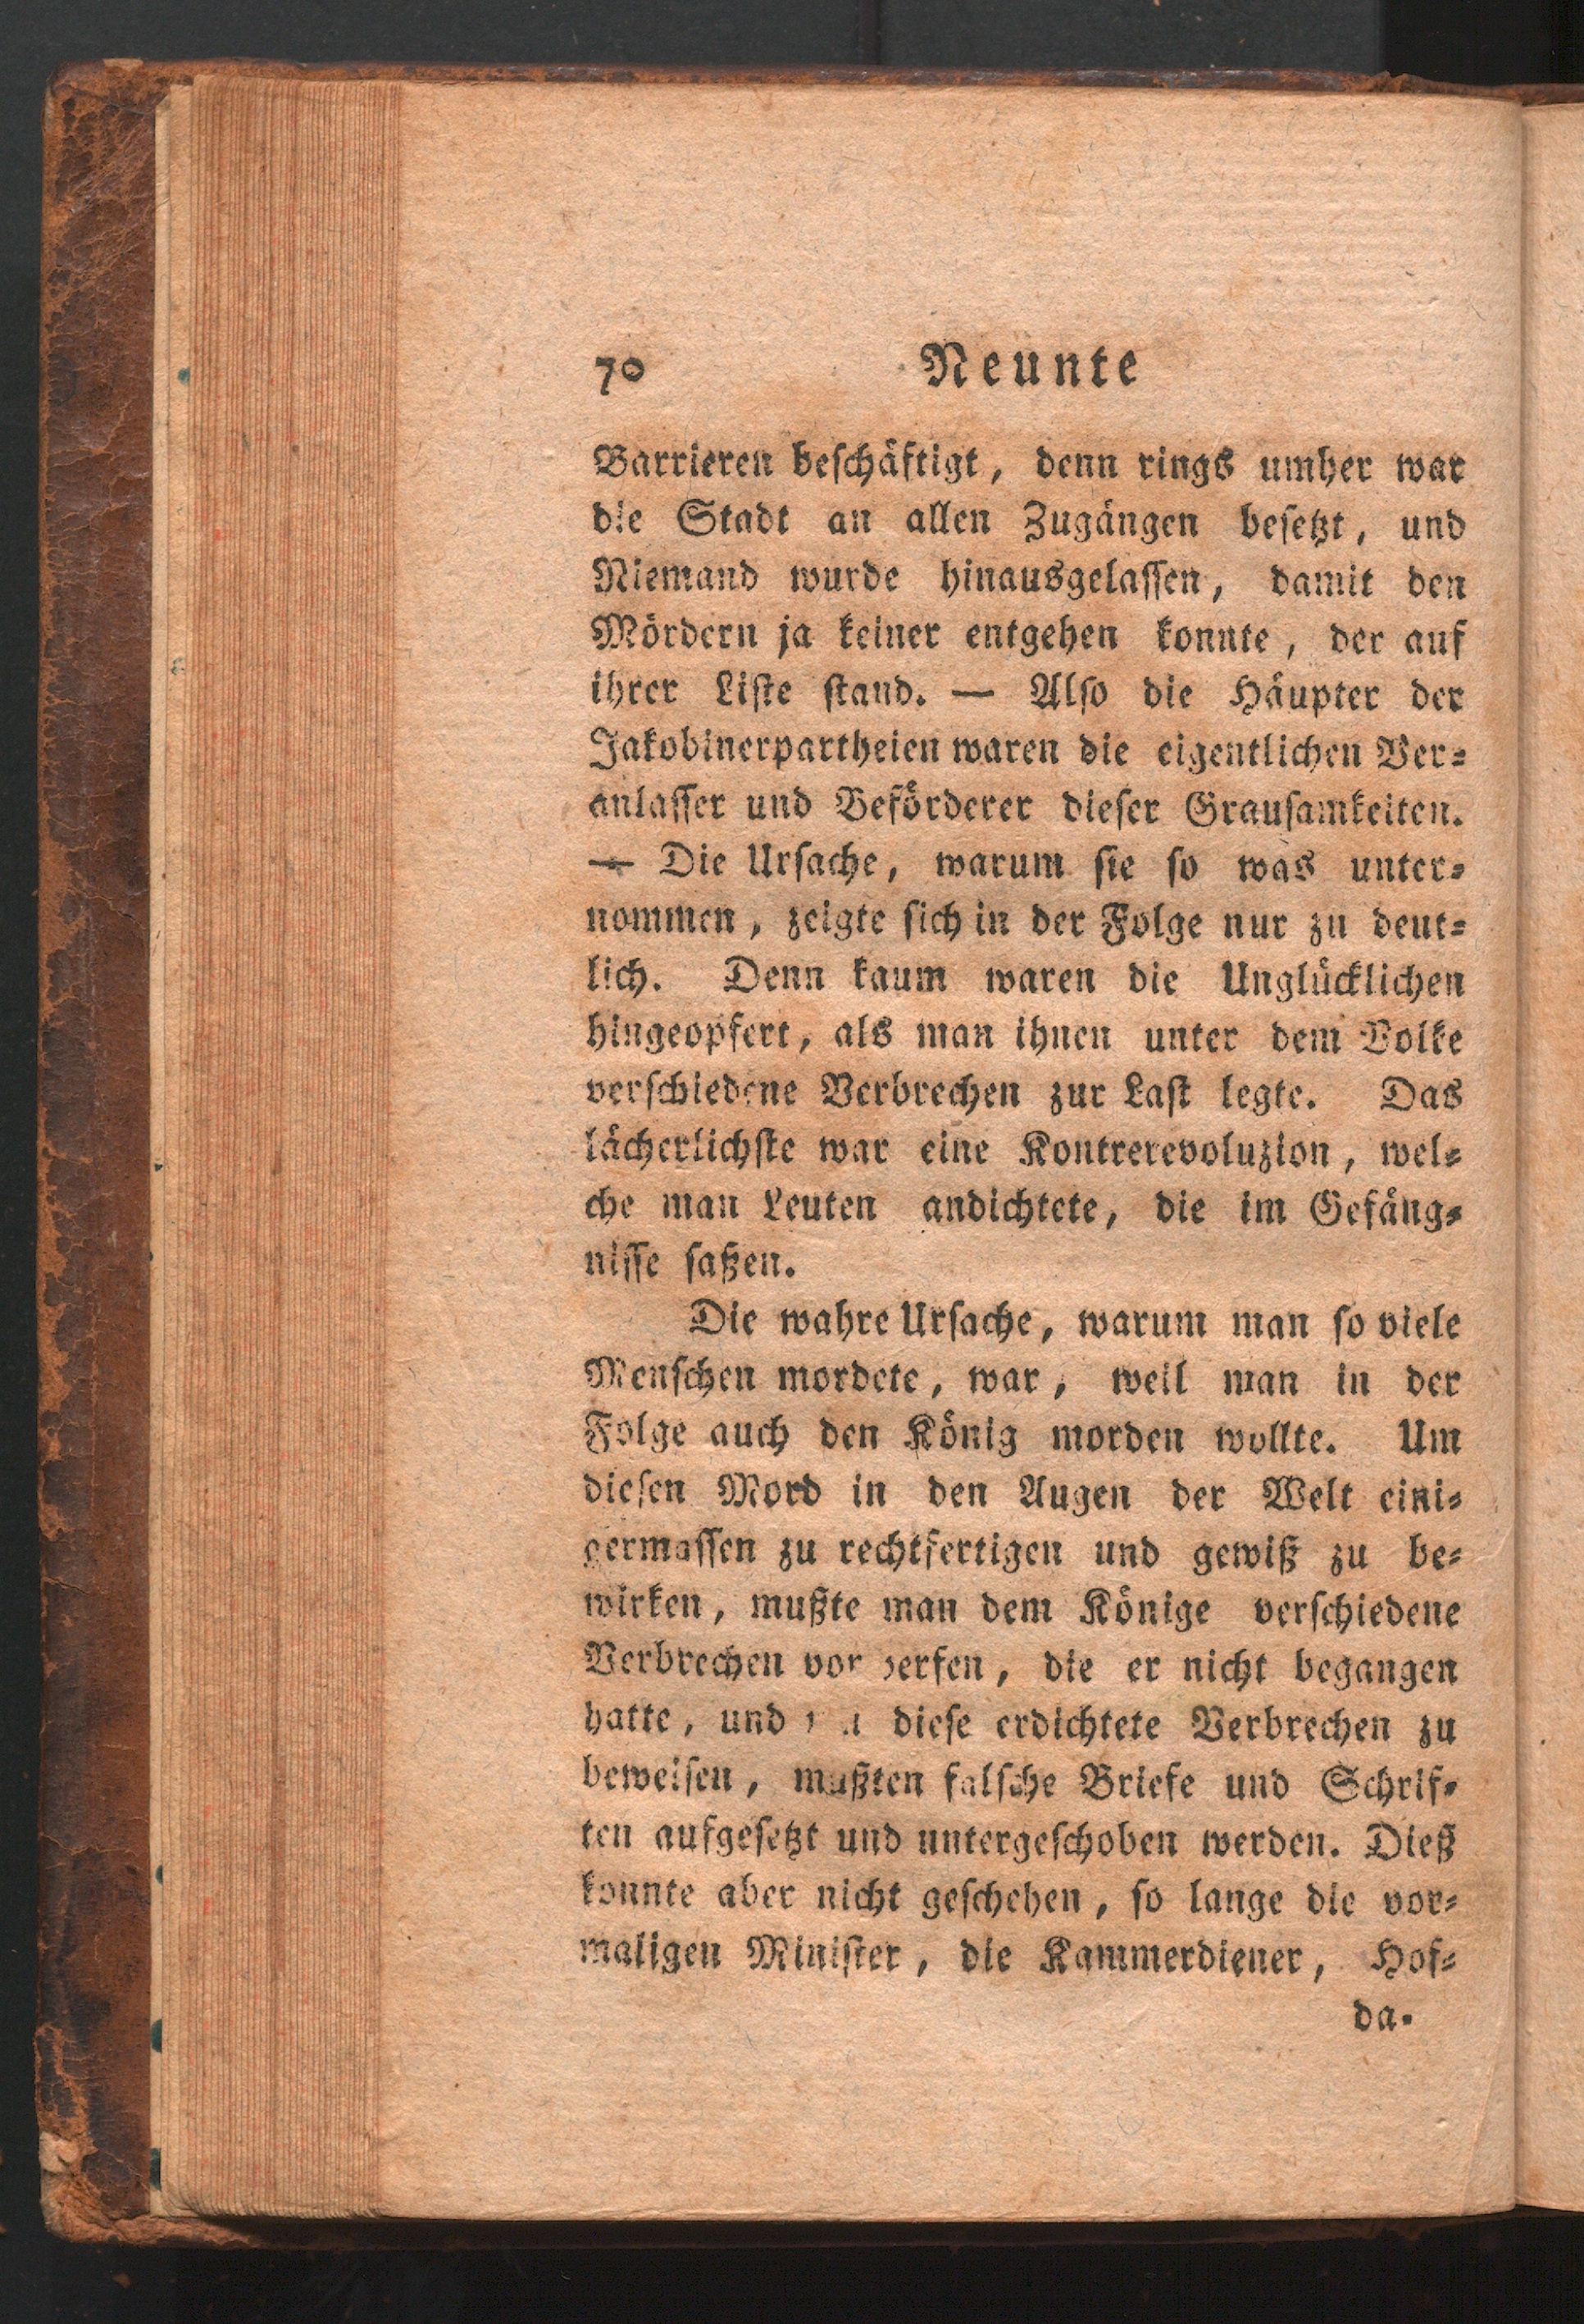 70 Neunte
Barrieren beſchäftigt, denn rings umher war
die Stadt an allen Zugängen beſetzt, und
Niemand wurde hinausgelaſſen, damit den
Mördern ja keiner entgehen konnte, der auf
ihrer Liſte ſtand. — Alſo die Häupter der
Jakobinerpartheien waren die eigentlichen Ver⸗
anlaſſer und Beförderer dieſer Grauſamkeiten.
— Die Urſache, warum ſie ſo was unter⸗
nommen, zeigte ſich in der Folge nur zu deut⸗
lich. Denn kaum waren die Unglücklichen
hingeopfert, als man ihnen unter dem Volke
verſchiedene Verbrechen zur Laſt legte. Das
lächerlichſte war eine Kontrerevoluzion, wel⸗
che man Leuten andichtete, die im Gefäng⸗
niſſe ſaßen.
Die wahre Urſache, warum man ſo viele
Menſchen mordete, war, weil man in der
Folge auch den König morden wollte. Um
dieſen Mord in den Augen der Welt eini⸗
germaſſen zu rechtfertigen und gewiß zu be⸗
wirken, mußte man dem Könige verſchiedene
Verbrechen vorwerfen, die er nicht begangen
hatte, und dieſe erdichtete Verbrechen zu
beweiſen, mußten falſche Briefe und Schrif⸗
ten aufgeſetzt und untergeſchoben werden. Dieß
konnte aber nicht geſchehen, ſo lange die vor⸗
maligen Miniſter, die Kammerdiener, Hof⸗
da⸗